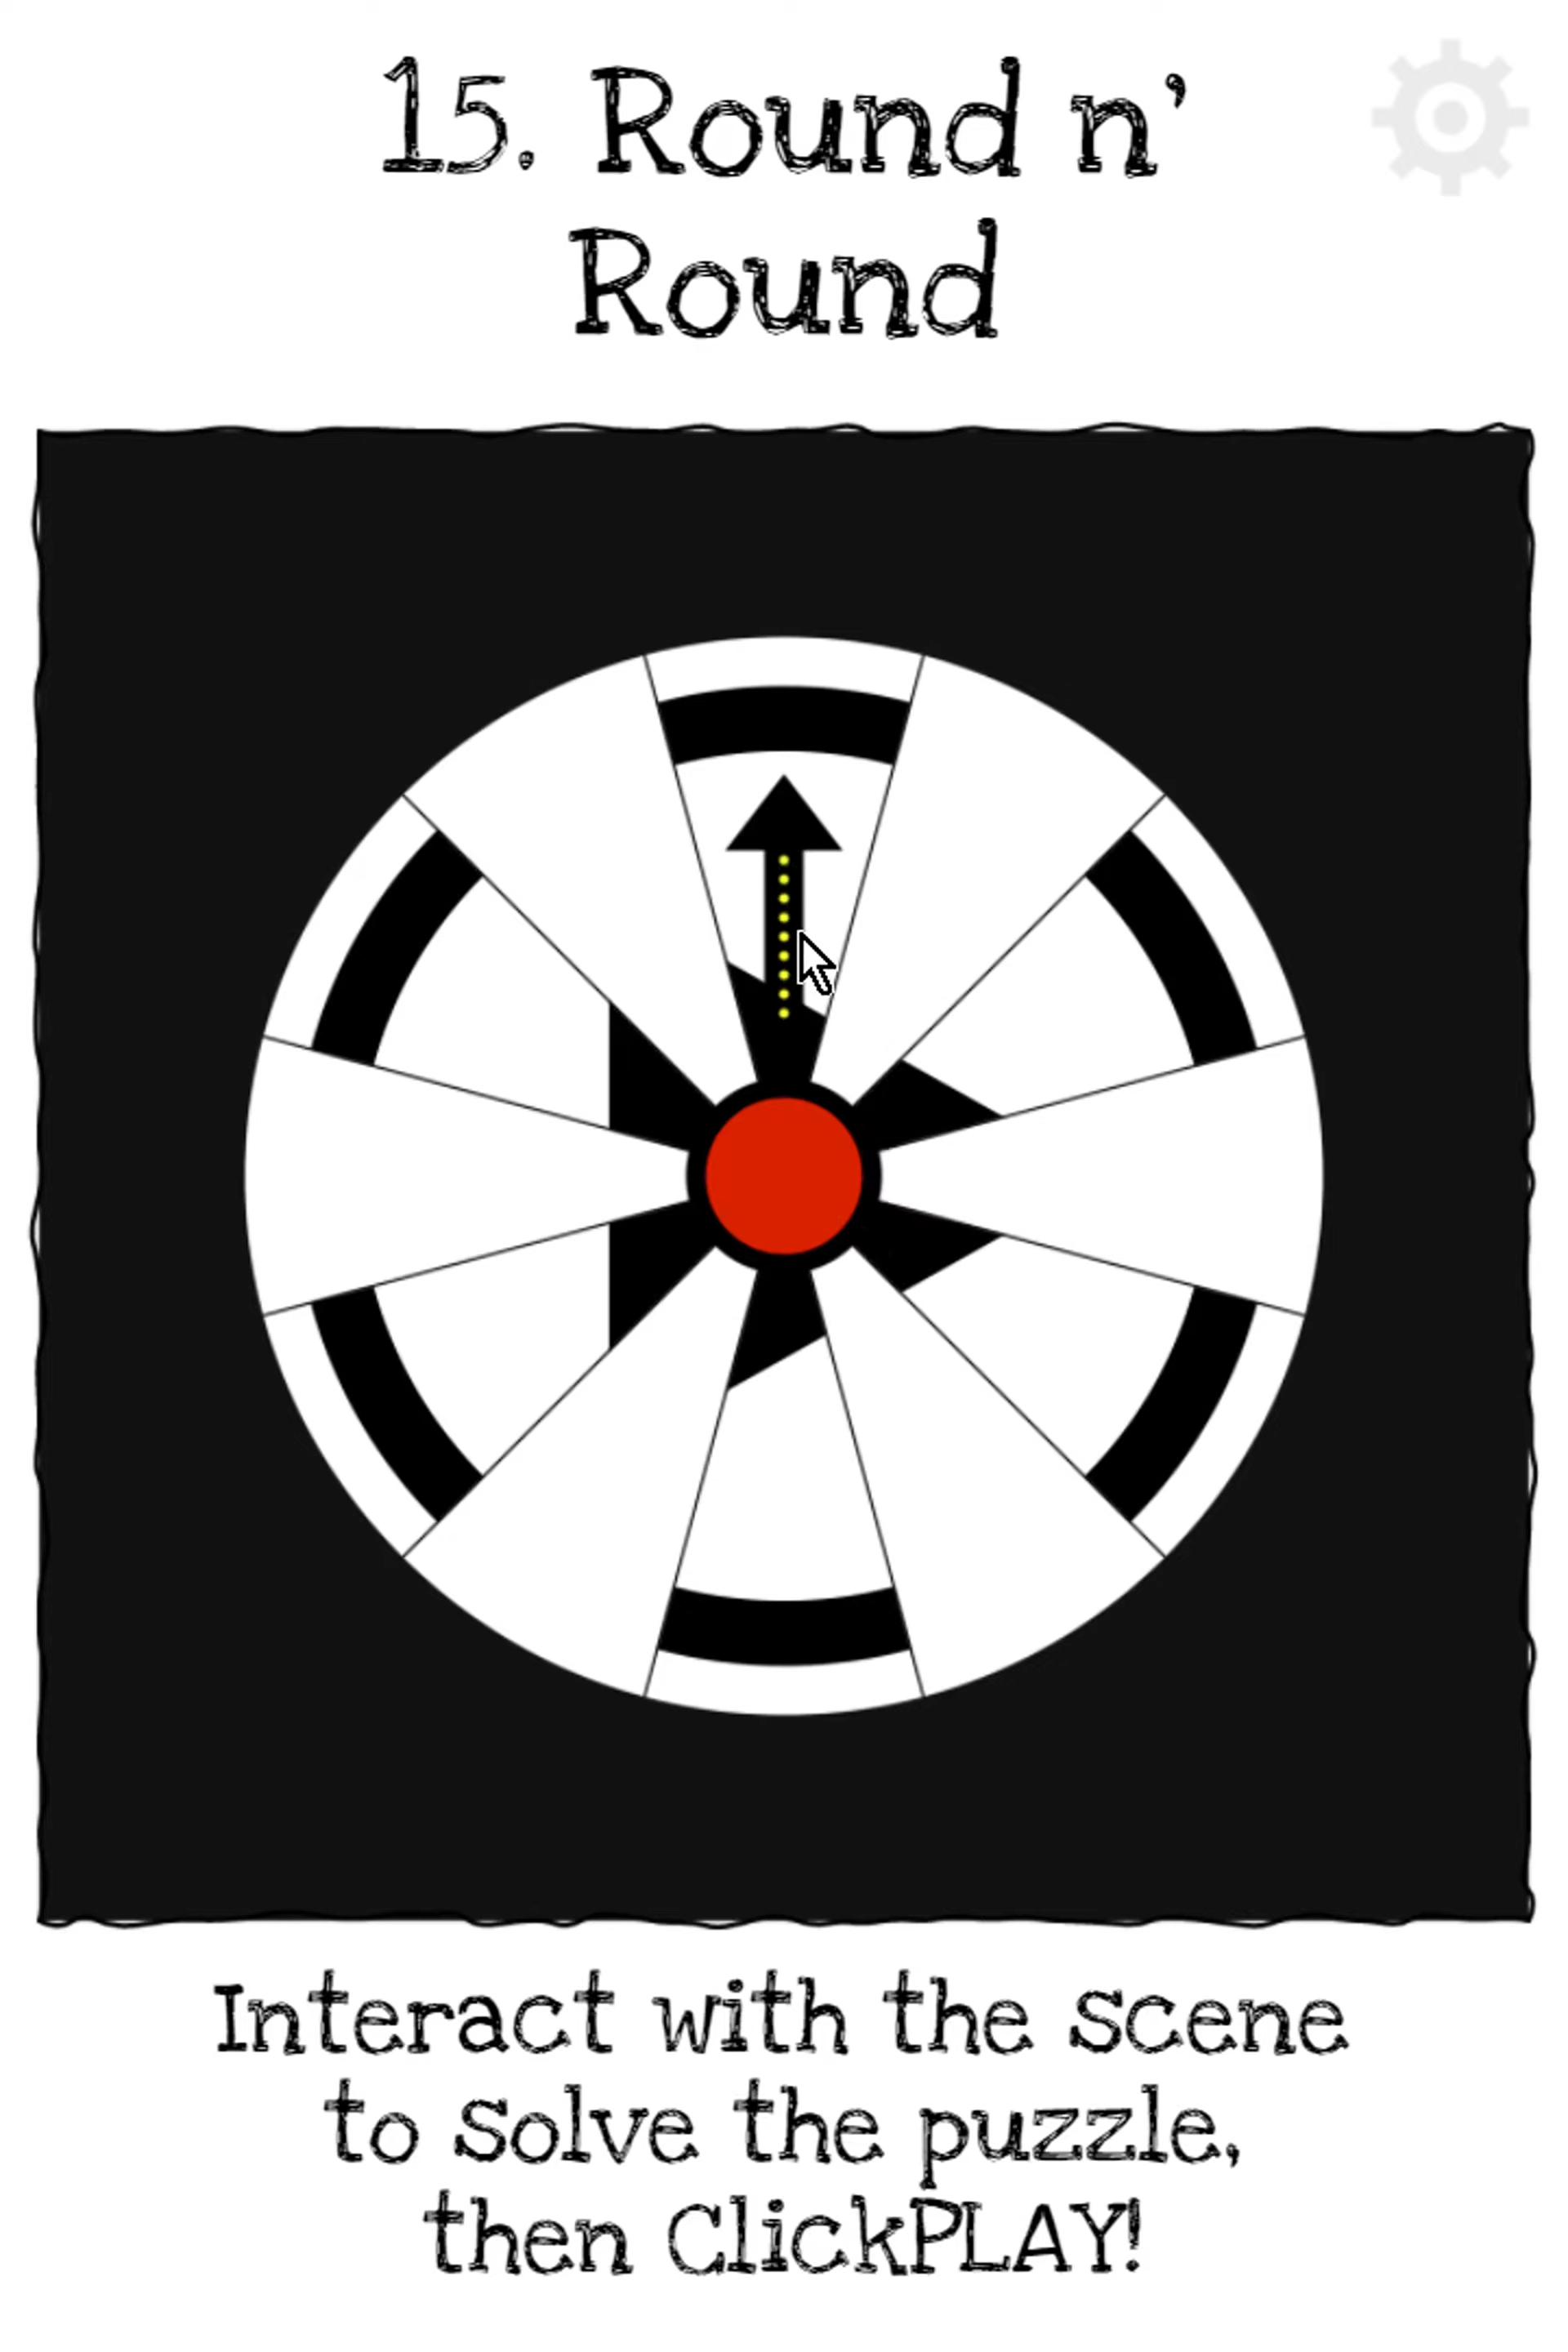 15. Round n'
Round
Interact with the scene
to solve the puzzle,
then ClickPLAY!